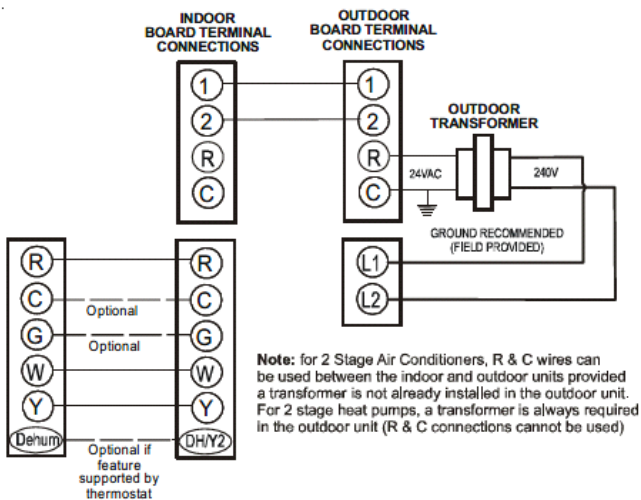 INDOOR
BOARD TERMINAL
CONNECTIONS
OUTDOOR
BOARD TERMINAL
CONNECTIONS
1
2
R
C
1
2
R
C
OUTDOOR
TRANSFORMER
24VAC
240V
GROUND RECOMMENDED
(FIELD PROVIDED)
L1
L2
R
C
G
W
Y
Dehum
Optional
Optional
Optional if
feature
supported by
thermostat
R
C
G
W
Y
DH/Y2
Note: for 2 Stage Air Conditioners, R & C wires can
be used between the indoor and outdoor units provided
a transformer is not already installed in the outdoor unit.
For 2 stage heat pumps, a transformer is always required
in the outdoor unit (R & C connections cannot be used)